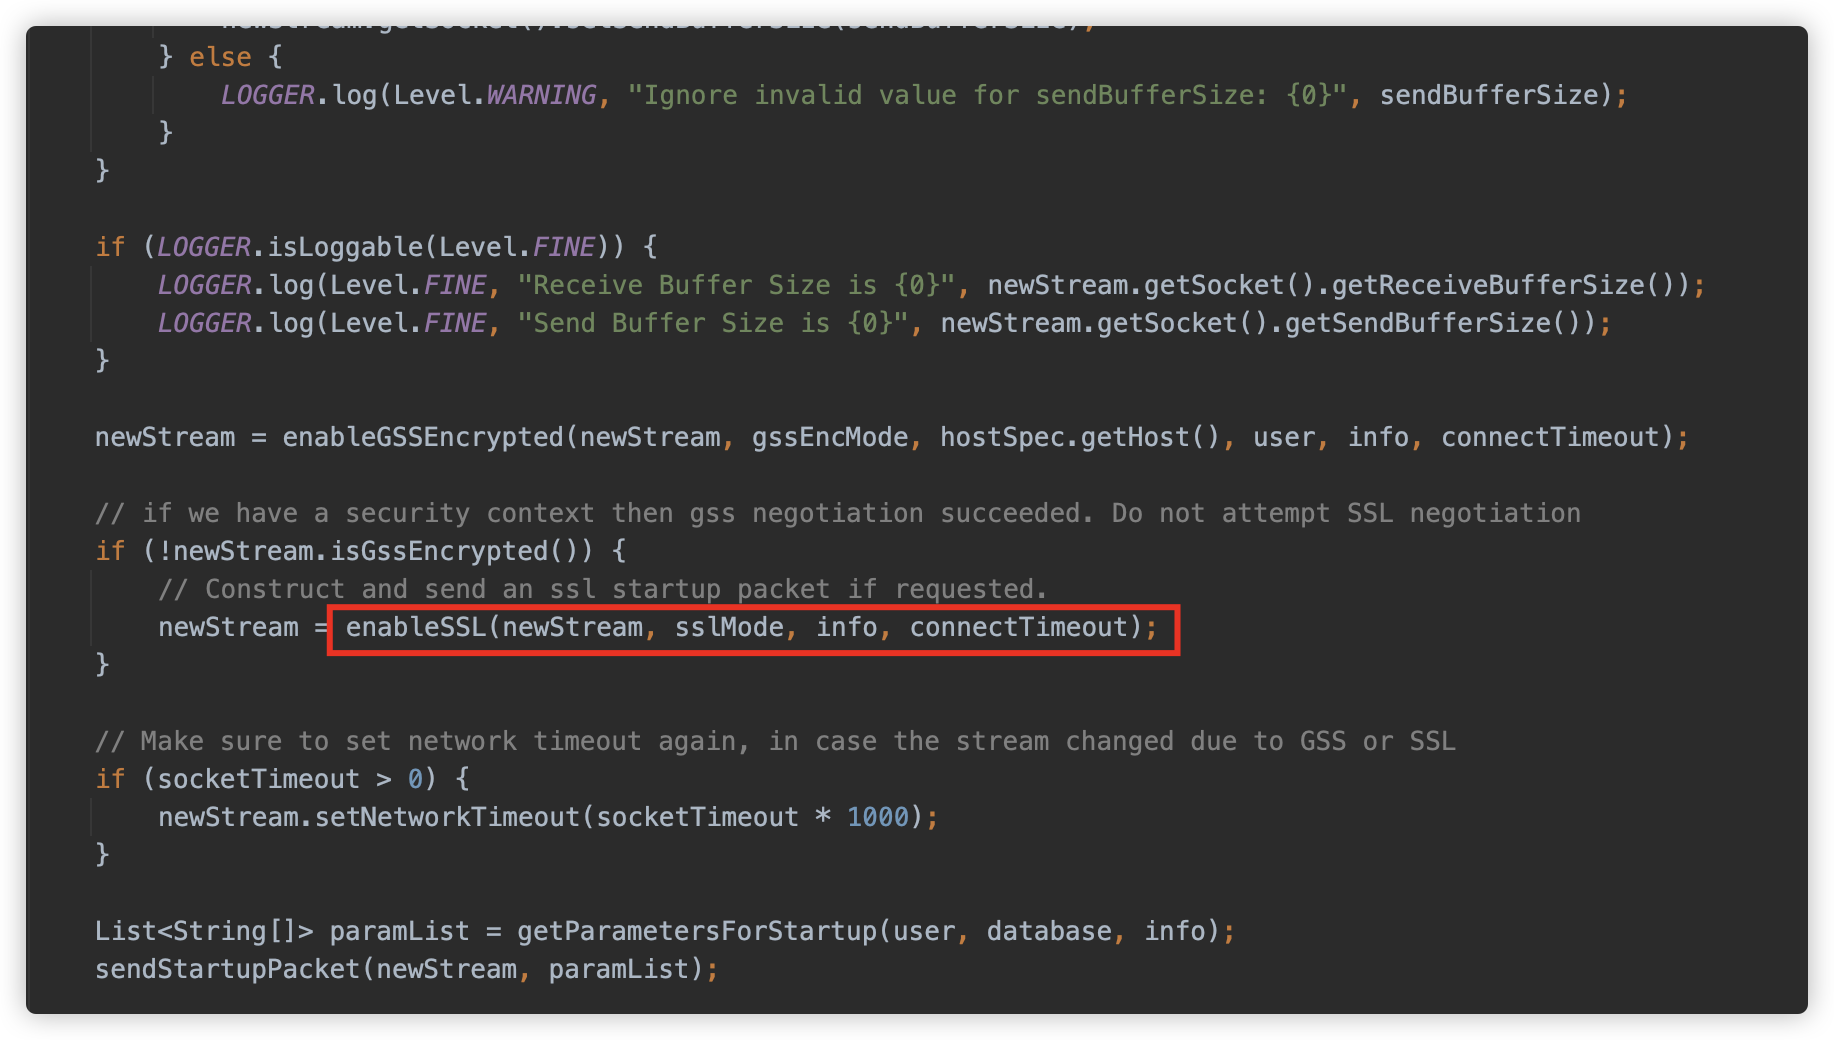 newStream.getSocket().setSendBufferSize(sendBufferSize);
} else {
LOGGER.log(Level.WARNING, "Ignore invalid value for sendBufferSize: {0}", sendBufferSize);
}
}
if (LOGGER.isLoggable(Level.FINE)) {
LOGGER.log(Level.FINE, "Receive Buffer Size is {0}", newStream.getSocket().getReceiveBufferSize());
LOGGER.log(Level.FINE, "Send Buffer Size is {0}", newStream.getSocket().getSendBufferSize());
}
newStream = enableGSSEncrypted(newStream, gssEncMode, hostSpec.getHost(), user, info, connectTimeout);
// if we have a security context then gss negotiation succeeded. Do not attempt SSL negotiation
if (!newStream.isGssEncrypted()) {
// Construct and send an ssl startup packet if requested.
newStream = enableSSL(newStream, sslMode, info, connectTimeout);
}
// Make sure to set network timeout again, in case the stream changed due to GSS or SSL
if (socketTimeout > 0) {
newStream.setNetworkTimeout(socketTimeout * 1000);
}
List<String[]> paramList = getParametersForStartup(user, database, info);
sendStartupPacket(newStream, paramList);